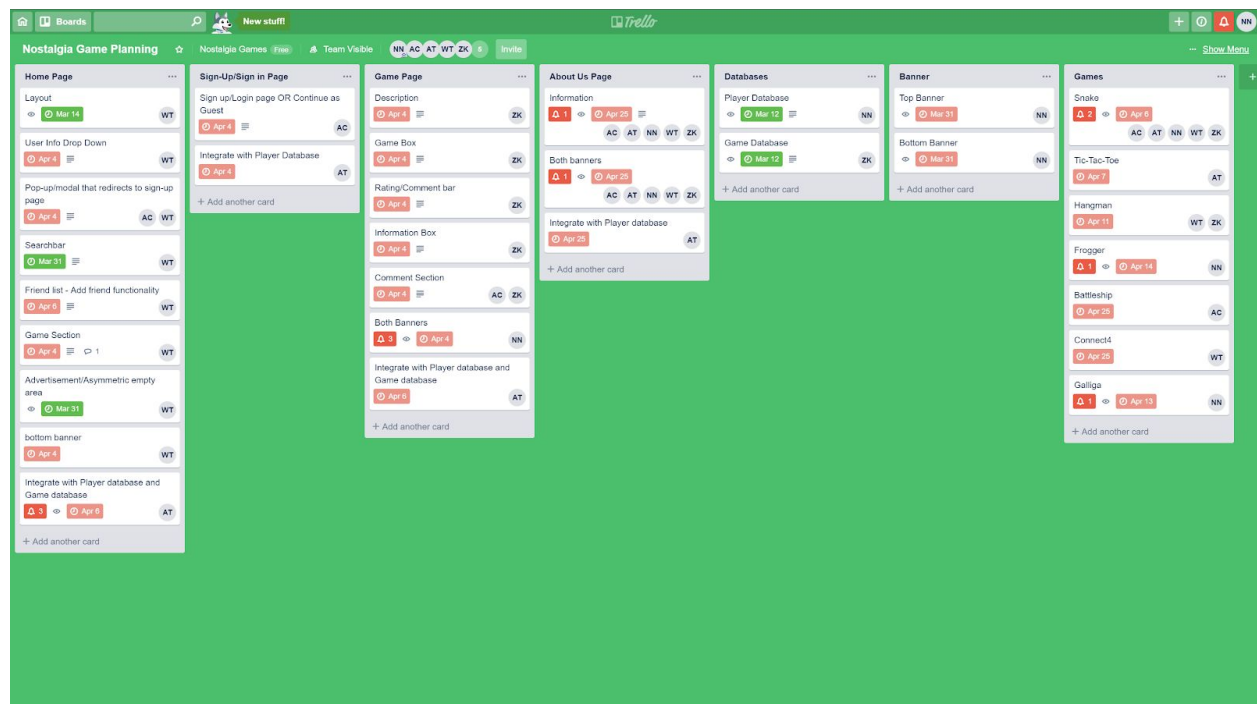 Boards
New stuff!
Trello
NN
Nostalgia Game Planning
Nostalgia Games Free
Team Visible
NN AC AT WT ZK
Invite
... Show Menu
Home Page
Layout
Mar 14
WT
User Info Drop Down
Apr 4
WT
Pop-up/modal that redirects to sign-up
page
Apr 4
AC WT
Searchbar
Mar 31
WT
Friend list - Add friend functionality
Apr 6
WT
Game Section
Apr 4 1
WT
Advertisement/Asymmetric empty
area
Mar 31
WT
bottom banner
Apr 4
WT
Integrate with Player database and
Game database
3 Apr 6
AT
+ Add another card
Sign-Up/Sign in Page
Sign up/Login page OR Continue as
Guest
Apr 4
AC
Integrate with Player Database
Apr 4
AT
+ Add another card
Game Page
Description
Apr 4
ZK
Game Box
Apr 4
ZK
Rating/Comment bar
Apr 4
ZK
Information Box
Apr 4
ZK
Comment Section
Apr 4
AC ZK
Both Banners
3 Apr 4
NN
Integrate with Player database and
Game database
Apr 6
AT
+ Add another card
About Us Page
Information
1 Apr 25
AC AT NN WT ZK
Both banners
1 Apr 25
AC AT NN WT ZK
Integrate with Player database
Apr 25
AT
+ Add another card
Databases
Player Database
Mar 12
NN
Game Database
Mar 12
ZK
+ Add another card
Banner
Top Banner
Mar 31
NN
Bottom Banner
Mar 31
NN
+ Add another card
Games
Snake
2 Apr 6
AC AT NN WT ZK
Tic-Tac-Toe
Apr 7
AT
Hangman
Apr 11
WT ZK
Frogger
1 Apr 14
NN
Battleship
Apr 25
AC
Connect4
Apr 25
WT
Galliga
1 Apr 13
NN
+ Add another card